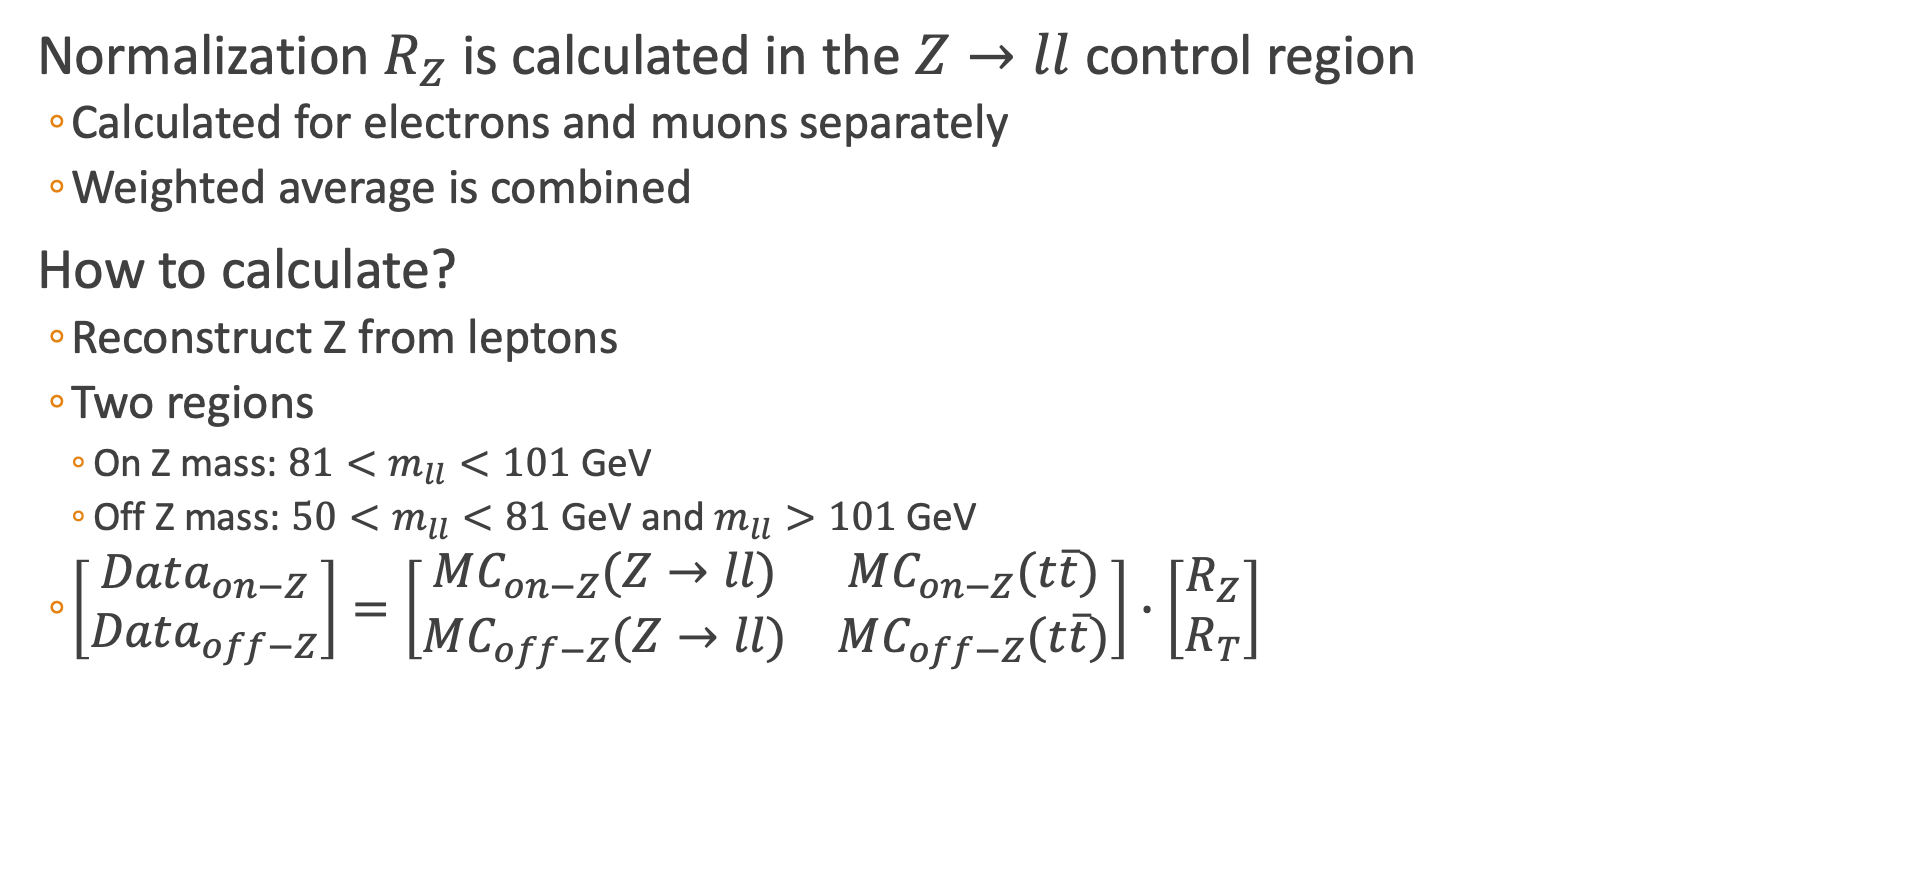 Normalization R_Z is calculated in the Z → ll control region
◦ Calculated for electrons and muons separately
◦ Weighted average is combined
How to calculate?
◦ Reconstruct Z from leptons
◦ Two regions
◦ On Z mass: 81 < m_ll < 101 GeV
◦ Off Z mass: 50 < m_ll < 81 GeV and m_ll > 101 GeV
◦ [Data_on−Z; Data_off−Z] = [MC_on−Z(Z → ll) MC_on−Z(tt̄); MC_off−Z(Z → ll) MC_off−Z(tt̄)] · [R_Z; R_T]